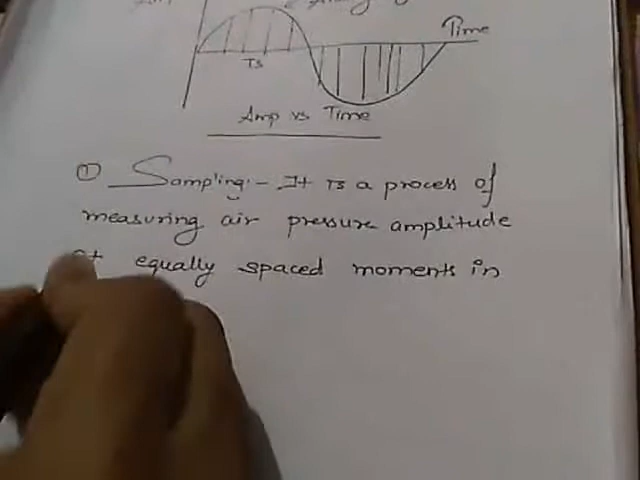 Time
Ts
Amp vs Time
① Sampling:- It is a process of
measuring air pressure amplitude
at equally spaced moments in